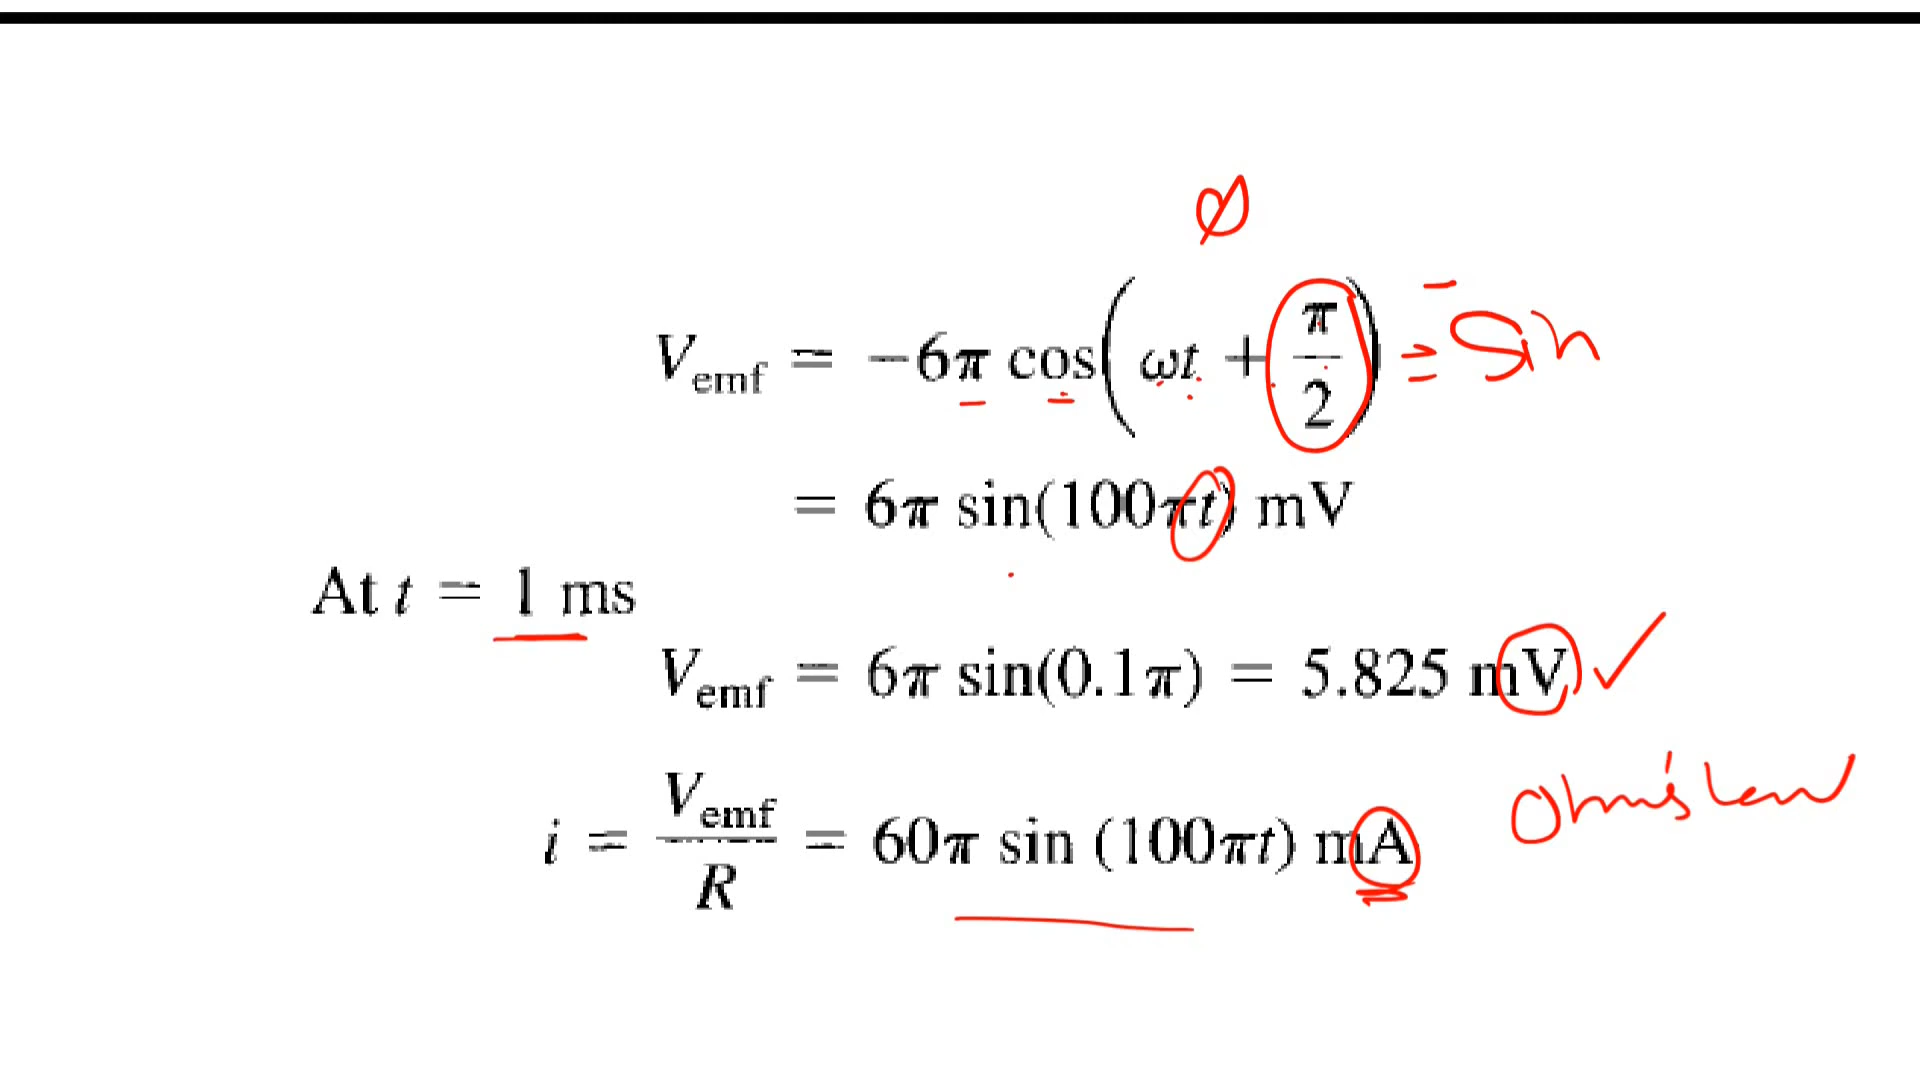 Ø
V_emf = −6π cos(ωt + π/2) = −Sin
= 6π sin(100πt) mV
At t = 1 ms
V_emf = 6π sin(0.1π) = 5.825 mV ✓
i = V_emf/R = 60π sin (100πt) mA
Ohm's law